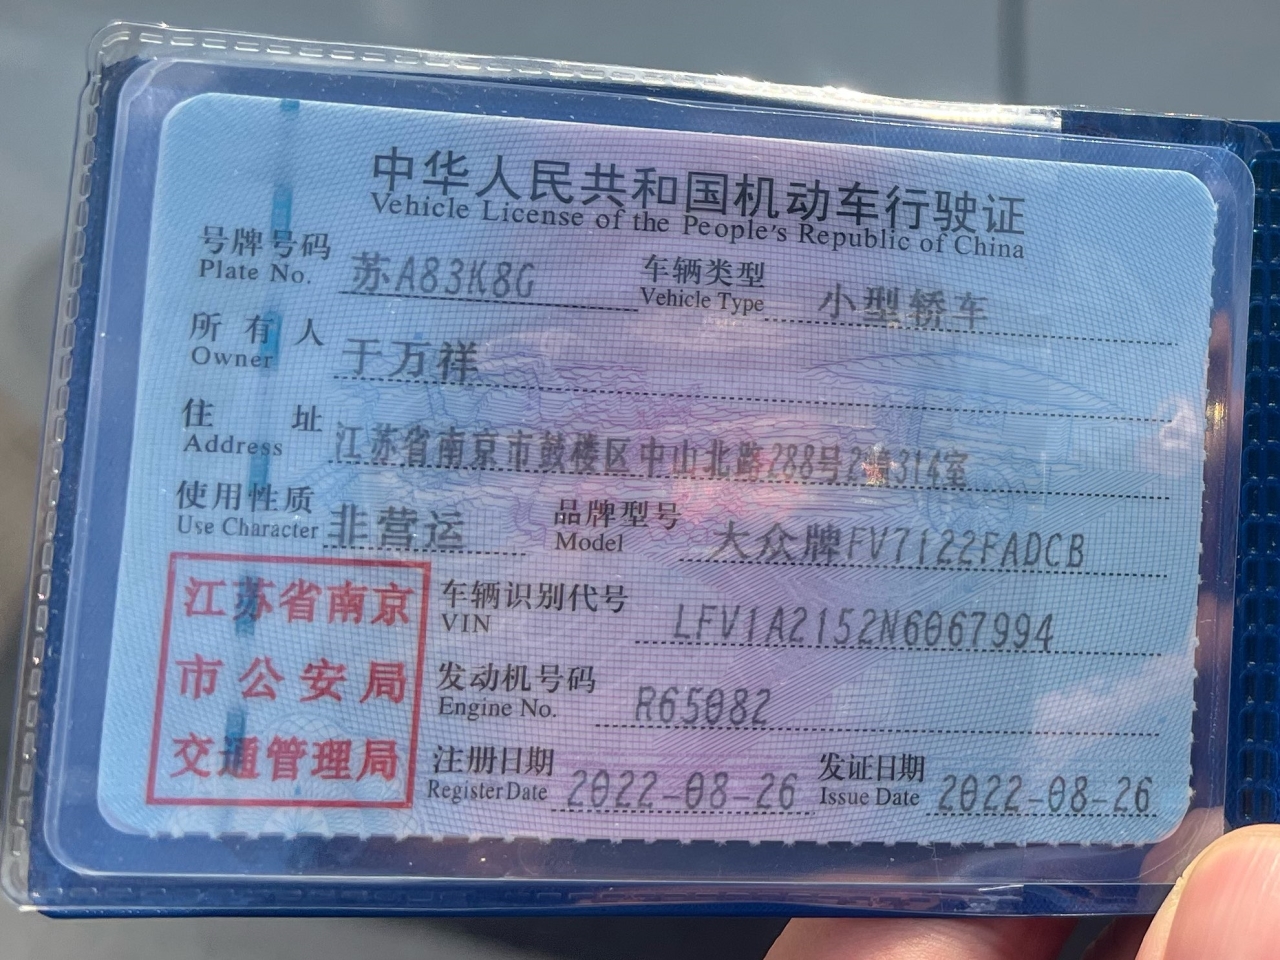 中华人民共和国机动车行驶证
Vehicle License of the People's Republic of China
号牌号码 苏A83K8G 车辆类型 小型轿车
Plate No. Vehicle Type
所有人 于万祥
Owner
住址 江苏省南京市鼓楼区中山北路288号2幢314室
Address
使用性质 非营运 品牌型号 大众牌FV7122FADCB
Use Character Model
江苏省南京
市公安局
交通管理局
车辆识别代号 LFV1A2152N6067994
VIN
发动机号码 R65082
Engine No.
注册日期 2022-08-26 发证日期 2022-08-26
Register Date Issue Date